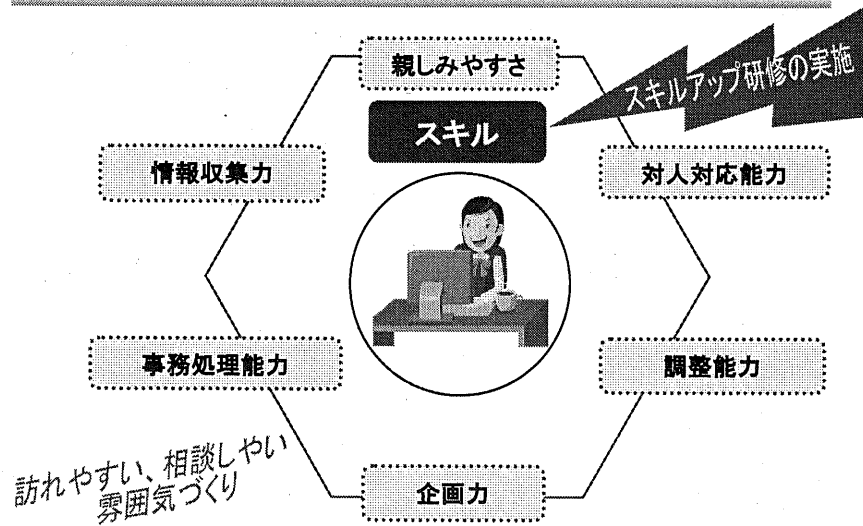 親しみやすさ
スキルアップ研修の実施
スキル
情報収集力
対人対応能力
事務処理能力
調整能力
訪れやすい、相談しやい
雰囲気づくり
企画力